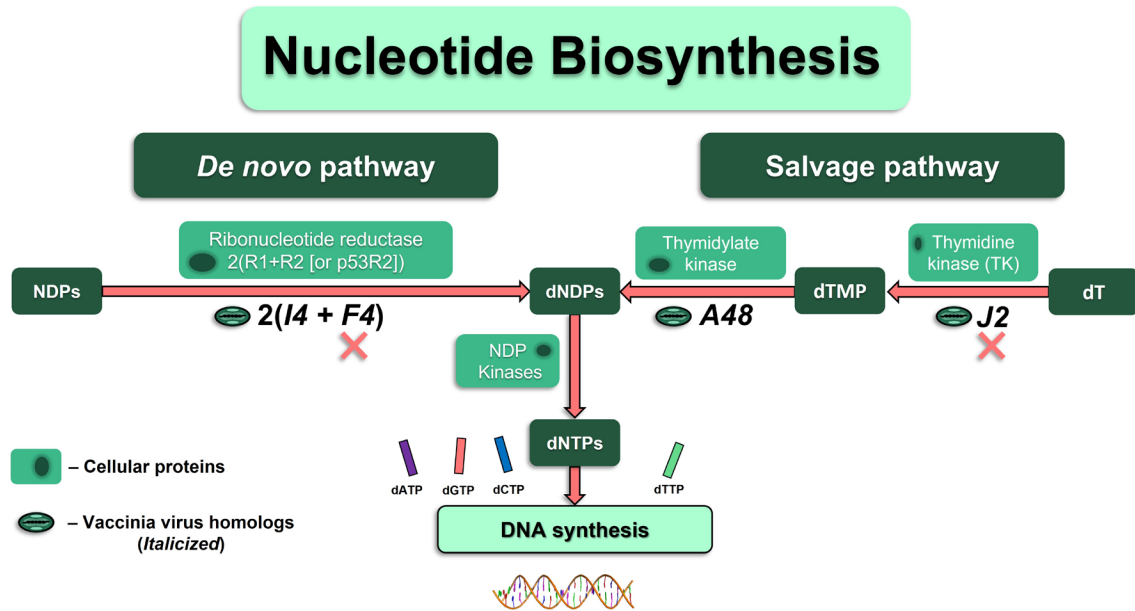 Nucleotide Biosynthesis
De novo pathway
Salvage pathway
Ribonucleotide reductase
2(R1+R2 [or p53R2])
Thymidylate
kinase
Thymidine
kinase (TK)
NDPs
dNDPs
dTMP
dT
2(I4 + F4)
A48
J2
NDP
Kinases
dNTPs
dATP
dGTP
dCTP
dTTP
– Cellular proteins
DNA synthesis
– Vaccinia virus homologs
(Italicized)